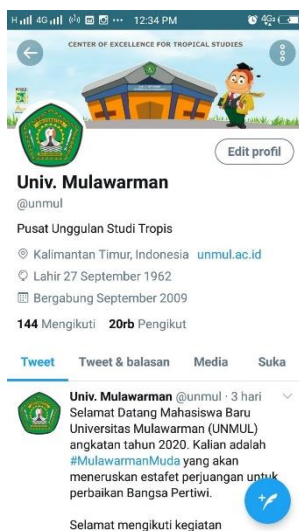 12:34 PM
CENTER OF EXCELLENCE FOR TROPICAL STUDIES
Edit profil
Univ. Mulawarman
@unmul
Pusat Unggulan Studi Tropis
Kalimantan Timur, Indonesia unmul.ac.id
Lahir 27 September 1962
Bergabung September 2009
144 Mengikuti 20rb Pengikut
Tweet Tweet & balasan Media Suka
Univ. Mulawarman @unmul · 3 hari
Selamat Datang Mahasiswa Baru
Universitas Mulawarman (UNMUL)
angkatan tahun 2020. Kalian adalah
#MulawarmanMuda yang akan
meneruskan estafet perjuangan untuk
perbaikan Bangsa Pertiwi.
Selamat mengikuti kegiatan